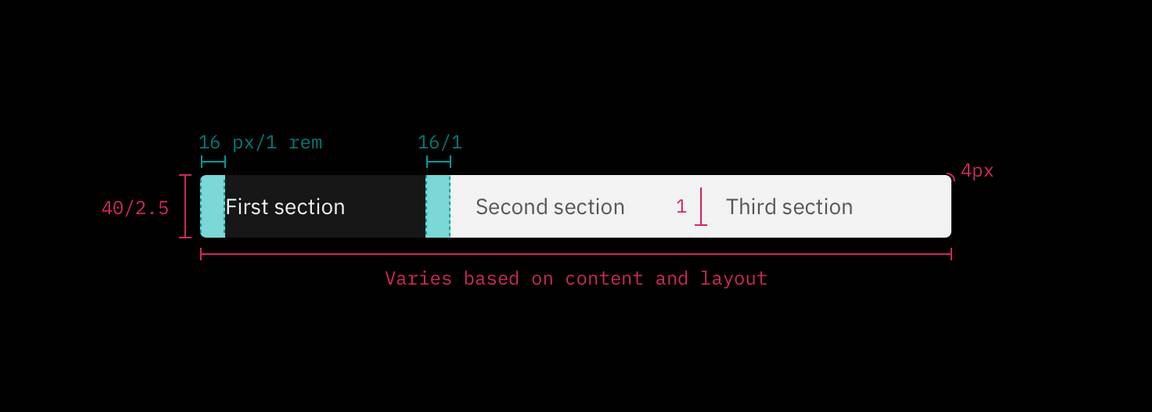 16 px/1 rem 16/1
4px
40/2.5 First section Second section 1 Third section
Varies based on content and layout